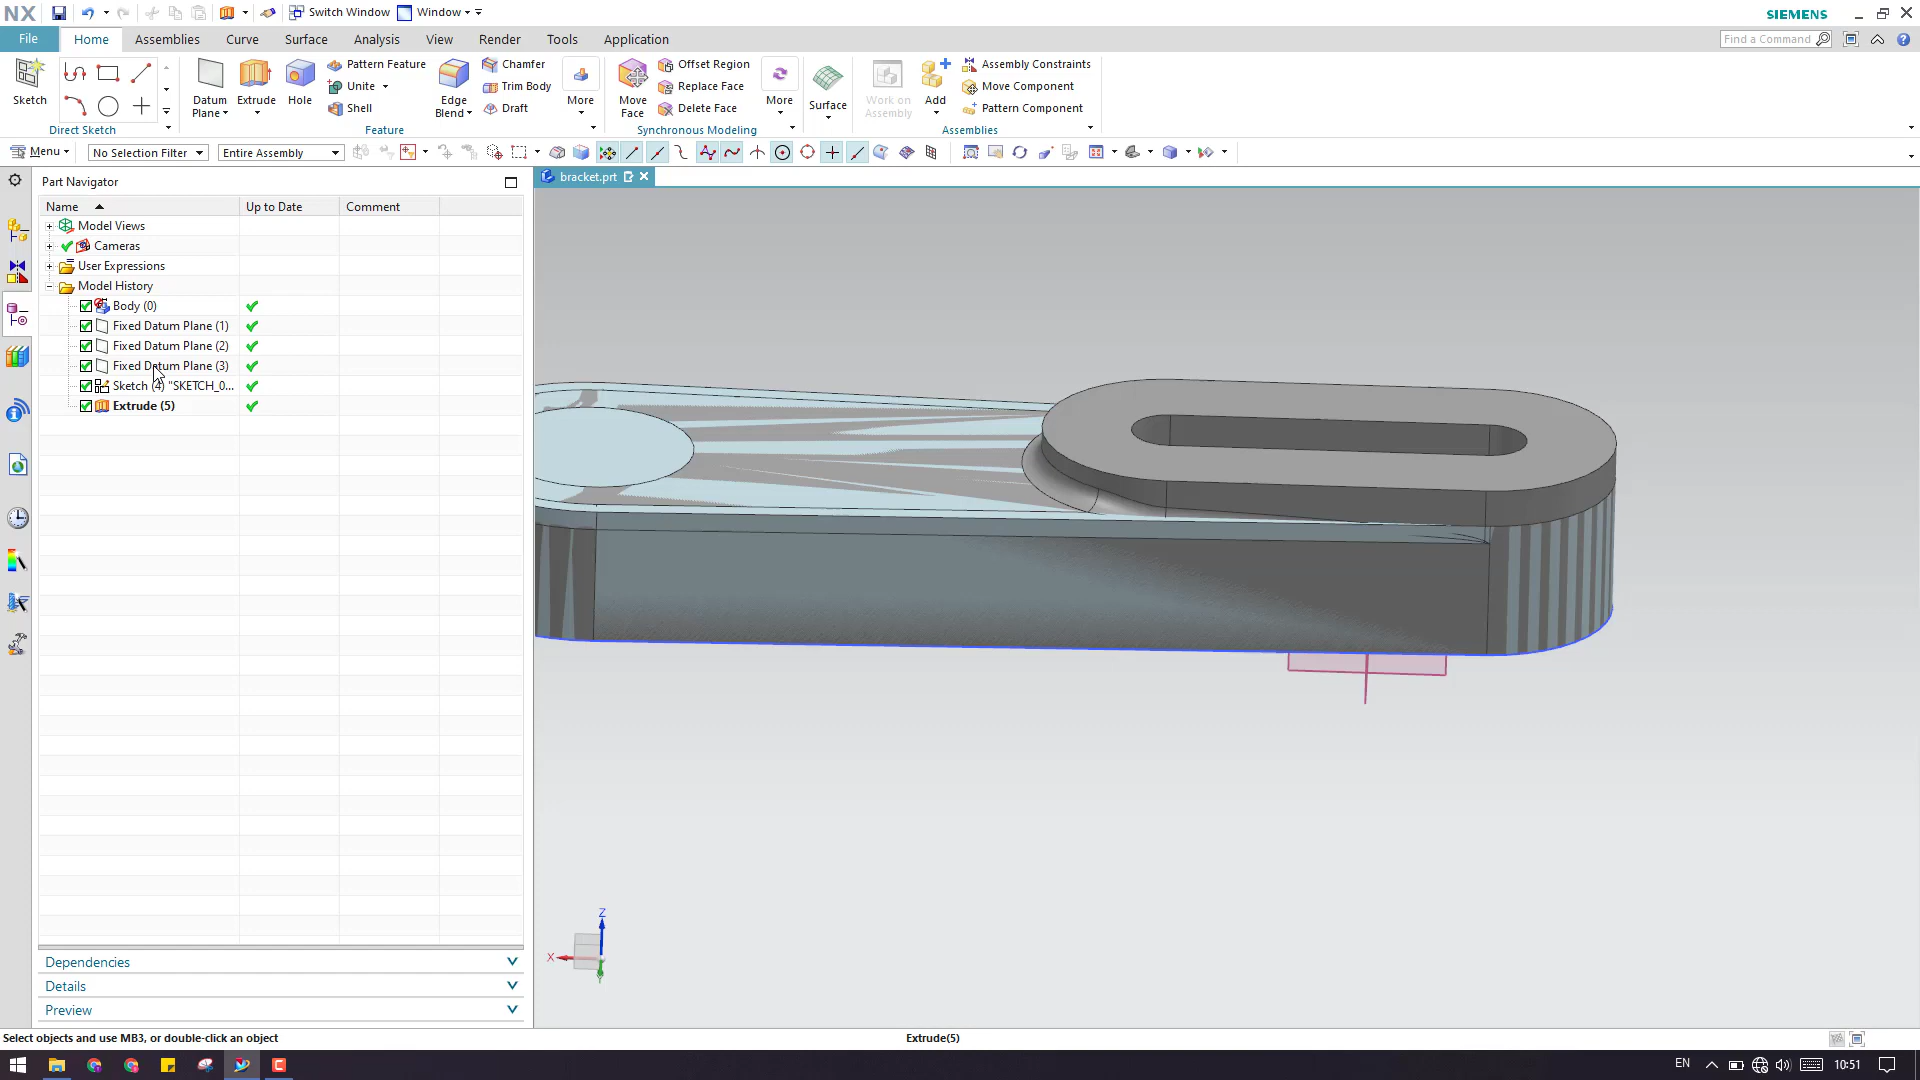 NX Switch Window Window SIEMENS
File Home Assemblies Curve Surface Analysis View Render Tools Application Find a Command
Sketch
Direct Sketch
Datum Plane Extrude Hole
Pattern Feature
Unite
Shell
Edge Blend
Chamfer
Trim Body
Draft
More
Feature
Move Face
Offset Region
Replace Face
Delete Face
More
Synchronous Modeling
Surface
Work on Assembly
Add
Assembly Constraints
Move Component
Pattern Component
Assemblies
Menu No Selection Filter Entire Assembly
Part Navigator
bracket.prt
Name Up to Date Comment
Model Views
Cameras
User Expressions
Model History
Body (0)
Fixed Datum Plane (1)
Fixed Datum Plane (2)
Fixed Datum Plane (3)
Sketch (4) "SKETCH_0...
Extrude (5)
Z
X
Y
Dependencies
Details
Preview
Select objects and use MB3, or double-click an object Extrude(5)
EN 10:51